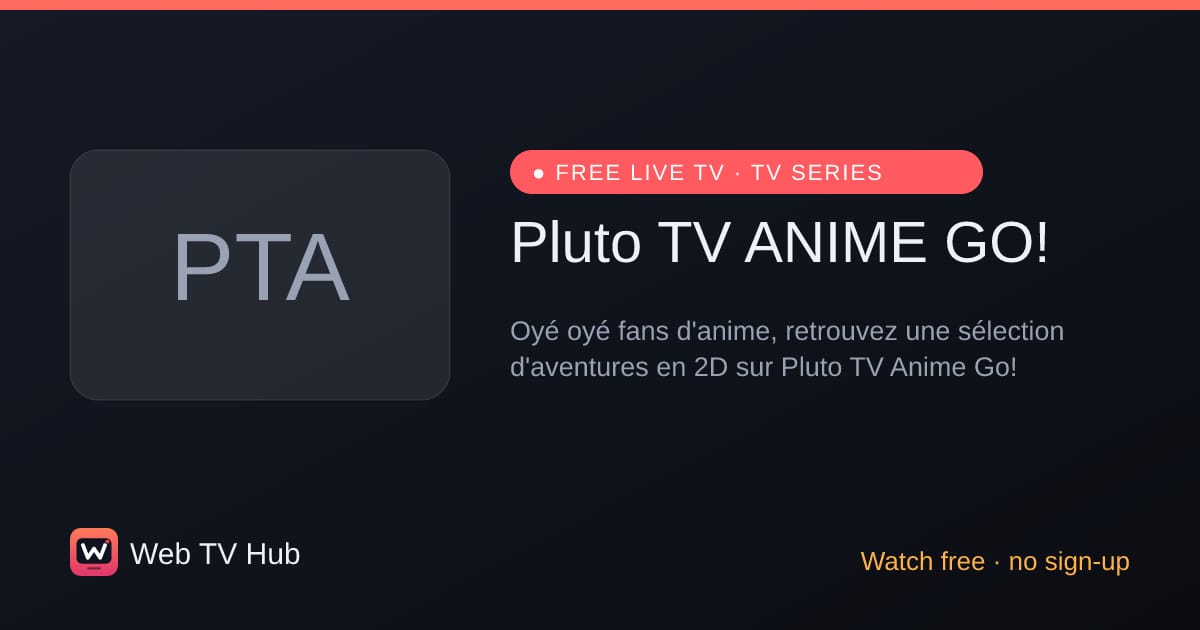 PTA
• FREE LIVE TV · TV SERIES
Pluto TV ANIME GO!
Oyé oyé fans d'anime, retrouvez une sélection
d'aventures en 2D sur Pluto TV Anime Go!
W
Web TV Hub
Watch free · no sign-up